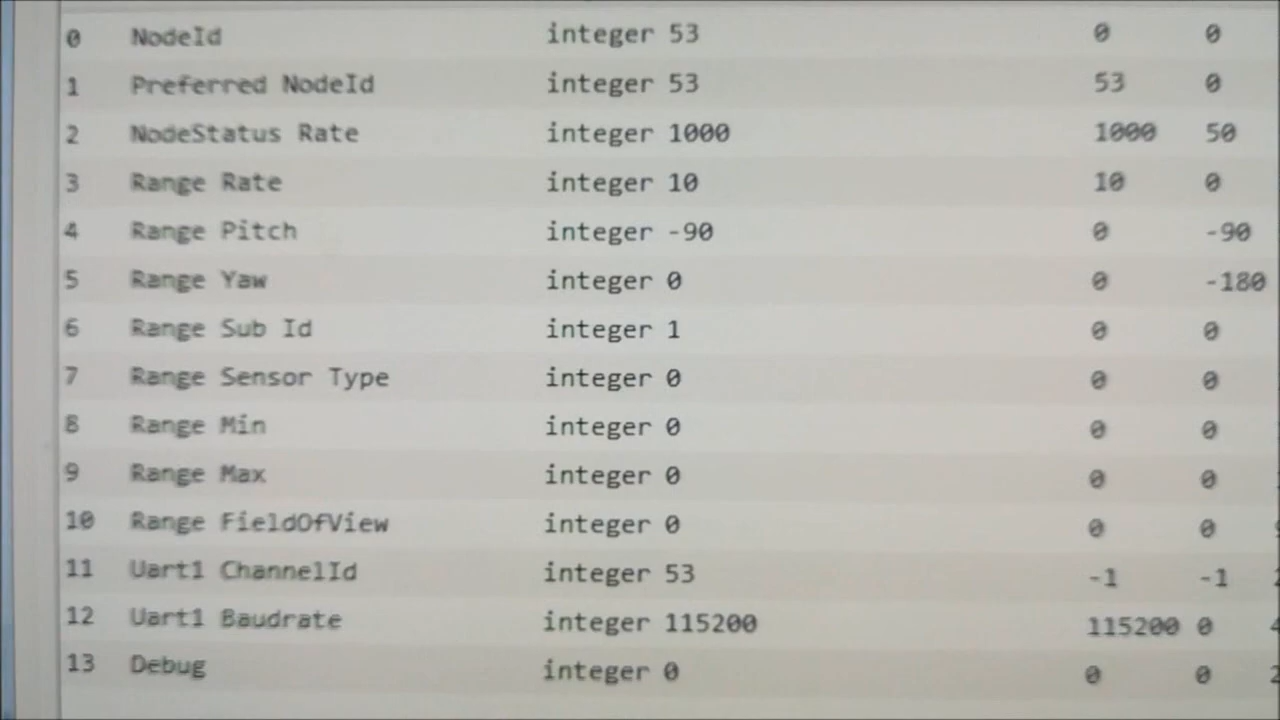 0 NodeId integer 53 0 0
1 Preferred NodeId integer 53 53 0
2 NodeStatus Rate integer 1000 1000 50
3 Range Rate integer 10 10 0
4 Range Pitch integer -90 0 -90
5 Range Yaw integer 0 0 -180
6 Range Sub Id integer 1 0 0
7 Range Sensor Type integer 0 0 0
8 Range Min integer 0 0 0
9 Range Max integer 0 0 0
10 Range FieldOfView integer 0 0 0
11 Uart1 ChannelId integer 53 -1 -1
12 Uart1 Baudrate integer 115200 115200 0
13 Debug integer 0 0 0